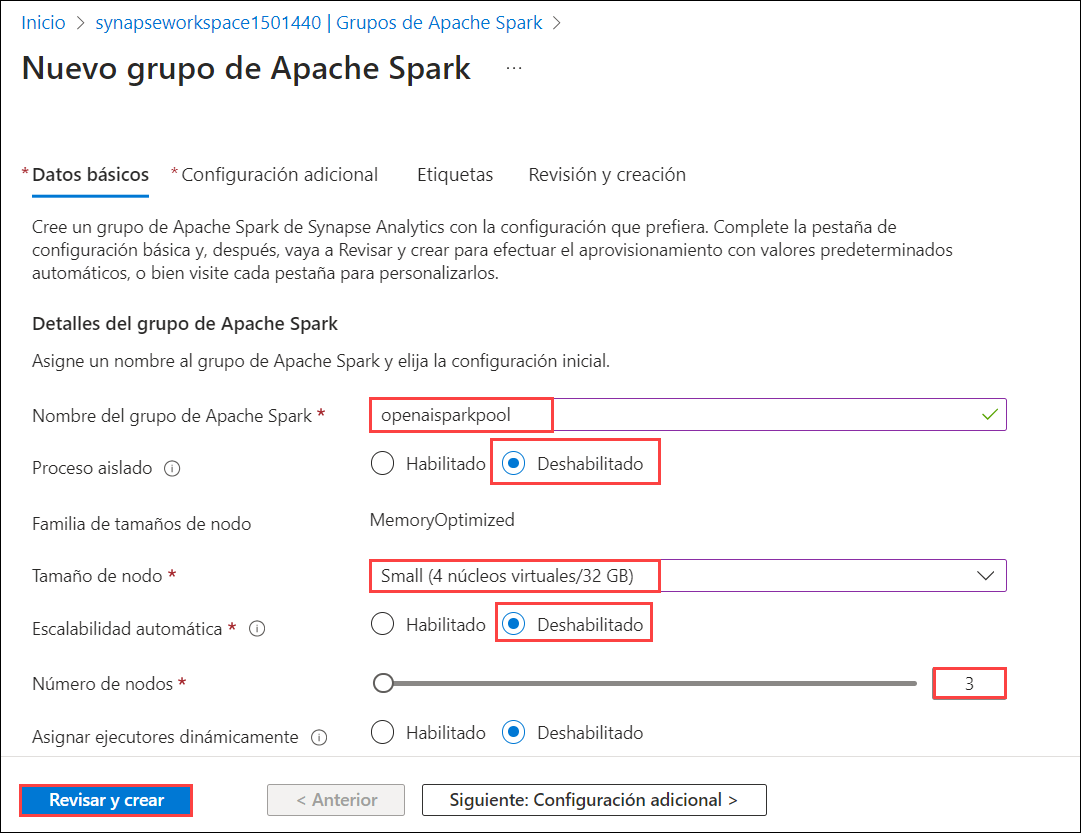 Inicio > synapseworkspace1501440 | Grupos de Apache Spark >
Nuevo grupo de Apache Spark ...
* Datos básicos * Configuración adicional Etiquetas Revisión y creación
Cree un grupo de Apache Spark de Synapse Analytics con la configuración que prefiera. Complete la pestaña de
configuración básica y, después, vaya a Revisar y crear para efectuar el aprovisionamiento con valores predeterminados
automáticos, o bien visite cada pestaña para personalizarlos.
Detalles del grupo de Apache Spark
Asigne un nombre al grupo de Apache Spark y elija la configuración inicial.
Nombre del grupo de Apache Spark * openaisparkpool
Proceso aislado Habilitado Deshabilitado
Familia de tamaños de nodo MemoryOptimized
Tamaño de nodo * Small (4 núcleos virtuales/32 GB)
Escalabilidad automática * Habilitado Deshabilitado
Número de nodos * 3
Asignar ejecutores dinámicamente Habilitado Deshabilitado
Revisar y crear < Anterior Siguiente: Configuración adicional >